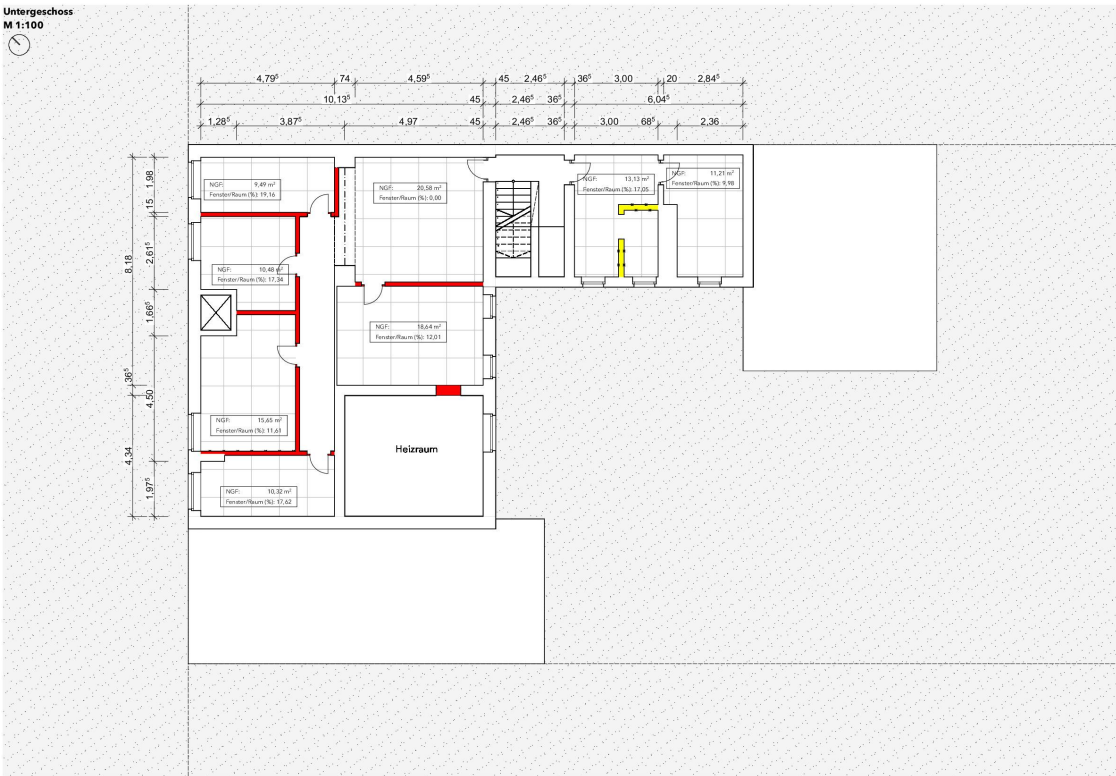 Untergeschoss
M 1:100
4,79⁵ 74 4,59⁵ 45 2,46⁵ 36⁵ 3,00 20 2,84⁵
10,13⁵ 45 2,46⁵ 36⁵ 6,04⁵
1,28⁵ 3,87⁵ 4,97 45 2,46⁵ 36⁵ 3,00 68⁵ 2,36
1,98
15
2,61⁵
8,18
1,66⁵
36⁵
4,50
4,34
1,97⁵
NGF: 9,49 m²
Fenster/Raum (%): 19,16
NGF: 20,58 m²
Fenster/Raum (%): 0,00
NGF: 13,13 m²
Fenster/Raum (%): 17,05
NGF: 11,21 m²
Fenster/Raum (%): 9,98
NGF: 10,48 m²
Fenster/Raum (%): 17,34
NGF: 18,64 m²
Fenster/Raum (%): 12,01
NGF: 15,65 m²
Fenster/Raum (%): 11,61
Heizraum
NGF: 10,32 m²
Fenster/Raum (%): 17,62